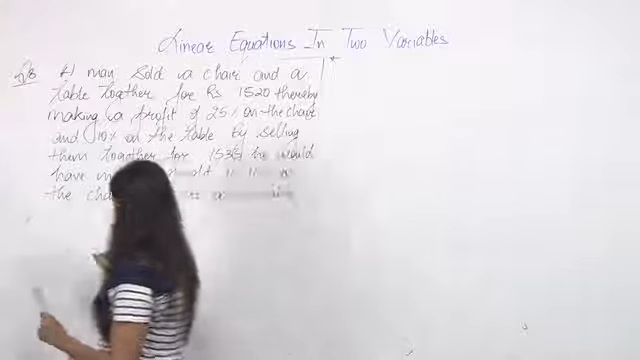 Linear Equations In Two Variables
Q8 A man sold a chair and a
table together for Rs 1520 thereby
making a profit of 25% on the chair
and 10% on the table by selling
them together for 1535 he would
have
the